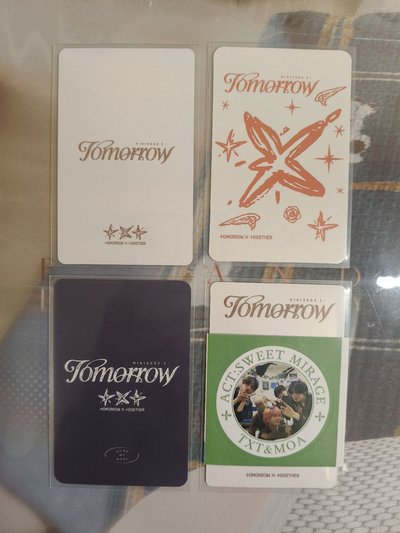 MINISODE 3:
Tomorrow
TOMORROW X TOGETHER
MINISODE 3:
Tomorrow
TOMORROW X TOGETHER
MINISODE 3:
Tomorrow
TOMORROW X TOGETHER
MINISODE 3:
Tomorrow
ACT:SWEET MIRAGE
TXT&MOA
TOMORROW X TOGETHER